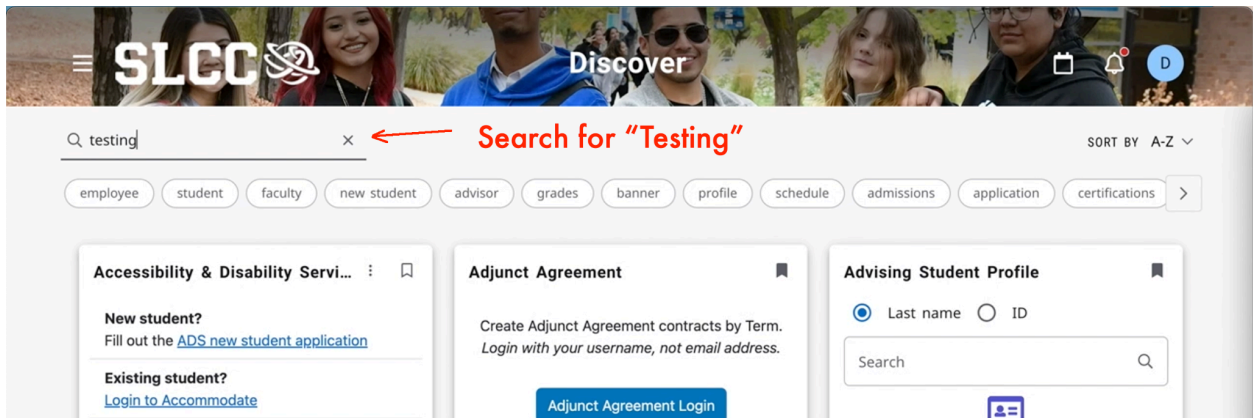 SLCC
Discover
D
testing
Search for “Testing”
SORT BY A-Z
employee student faculty new student advisor grades banner profile schedule admissions application certifications
Accessibility & Disability Servi...
New student?
Fill out the ADS new student application
Existing student?
Login to Accommodate
Adjunct Agreement
Create Adjunct Agreement contracts by Term.
Login with your username, not email address.
Adjunct Agreement Login
Advising Student Profile
Last name ID
Search